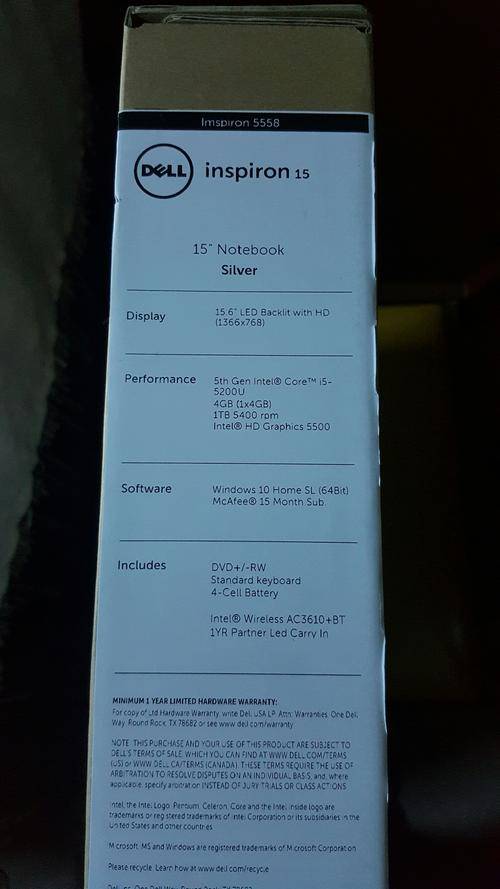 Imspiron 5558
DELL inspiron 15
15" Notebook
Silver
Display 15.6" LED Backlit with HD
(1366x768)
Performance 5th Gen Intel® Core™ i5-
5200U
4GB (1x4GB)
1TB 5400 rpm
Intel® HD Graphics 5500
Software Windows 10 Home SL (64Bit)
McAfee® 15 Month Sub.
Includes DVD+/-RW
Standard keyboard
4-Cell Battery
Intel® Wireless AC3610+BT
1YR Partner Led Carry In
MINIMUM 1 YEAR LIMITED HARDWARE WARRANTY:
For copy of Ltd Hardware Warranty, write Dell USA LP. Attn: Warranties, One Dell
Way, Round Rock, TX 78682 or see www.dell.com/warranty
NOTE: THIS PURCHASE AND YOUR USE OF THIS PRODUCT ARE SUBJECT TO
DELL'S TERMS OF SALE, WHICH YOU CAN FIND AT WWW.DELL.COM/TERMS
(US) or WWW.DELL.CA/TERMS (CANADA). THESE TERMS REQUIRE THE USE OF
ARBITRATION TO RESOLVE DISPUTES ON AN INDIVIDUAL BASIS, and, where
applicable, specify arbitration INSTEAD OF JURY TRIALS OR CLASS ACTIONS
Intel, the Intel Logo, Pentium, Celeron, Core and the Intel Inside logo are
trademarks or registered trademarks of Intel Corporation or its subsidiaries in the
United States and other countries
Microsoft, MS and Windows are registered trademarks of Microsoft Corporation
Please recycle. Learn how at www.dell.com/recycle